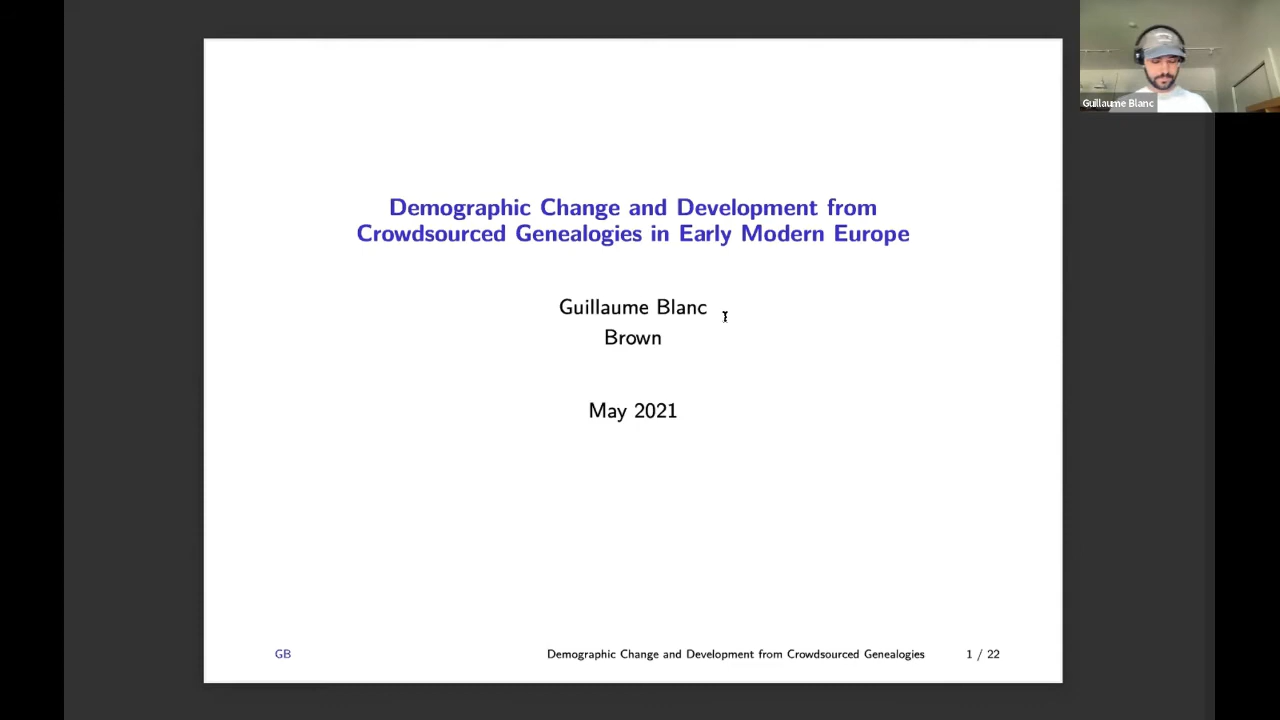 Guillaume Blanc
Demographic Change and Development from
Crowdsourced Genealogies in Early Modern Europe
Guillaume Blanc
Brown
May 2021
GB
Demographic Change and Development from Crowdsourced Genealogies
1 / 22